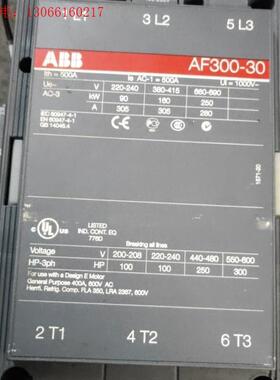 电话:13066160217
3 L2
5 L3
ABB
AF300-30
Ith = 500A
Ie AC-1 = 500A
Ui = 1000V~
Ue~ V 220-240 380-415 660-690
AC-3 kW 90 160 250
A 305 305 280
IEC 60947-4-1
EN 60947-4-1
GB 14048.4
1571-20
LISTED
IND. CONT. EQ
Breaking all lines
Voltage V 200-208 220-240 440-480 550-600
HP-3ph HP 100 100 250 300
For use with a Design E Motor
General Purpose 400A, 600V AC
Hermt. Refrig. Comp. FLA 350, LRA 2367, 600V
2 T1
4 T2
6 T3